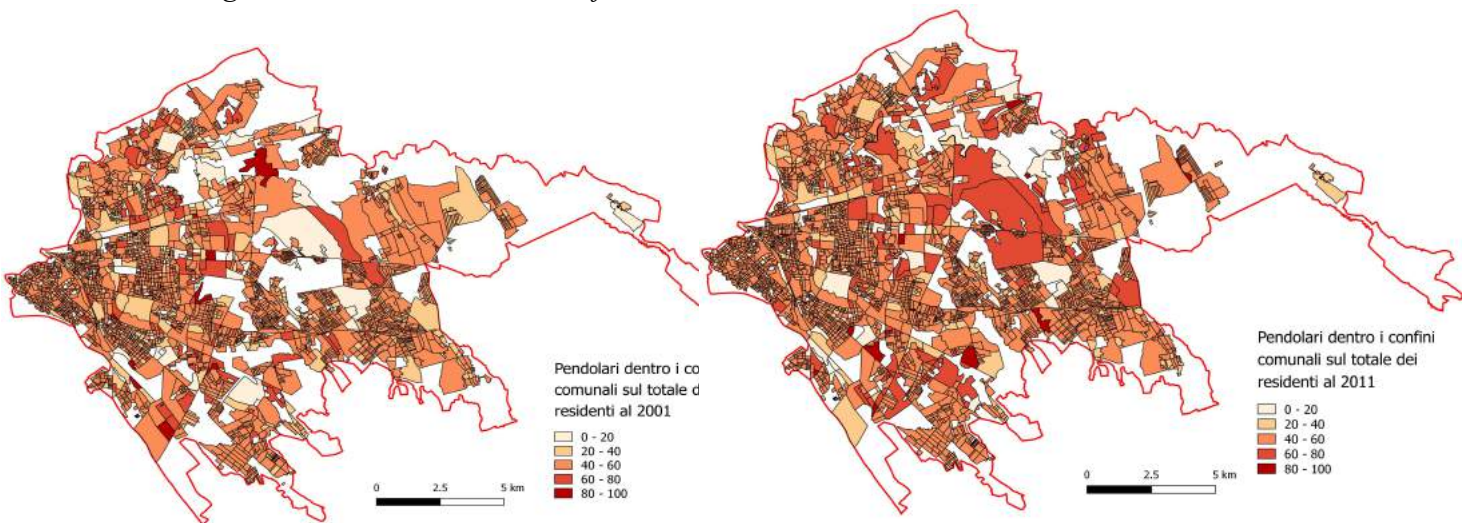 Pendolari dentro i co
comunali sul totale d
residenti al 2001
0 - 20
20 - 40
40 - 60
60 - 80
80 - 100
0 2.5 5 km
Pendolari dentro i confini
comunali sul totale dei
residenti al 2011
0 - 20
20 - 40
40 - 60
60 - 80
80 - 100
0 2.5 5 km